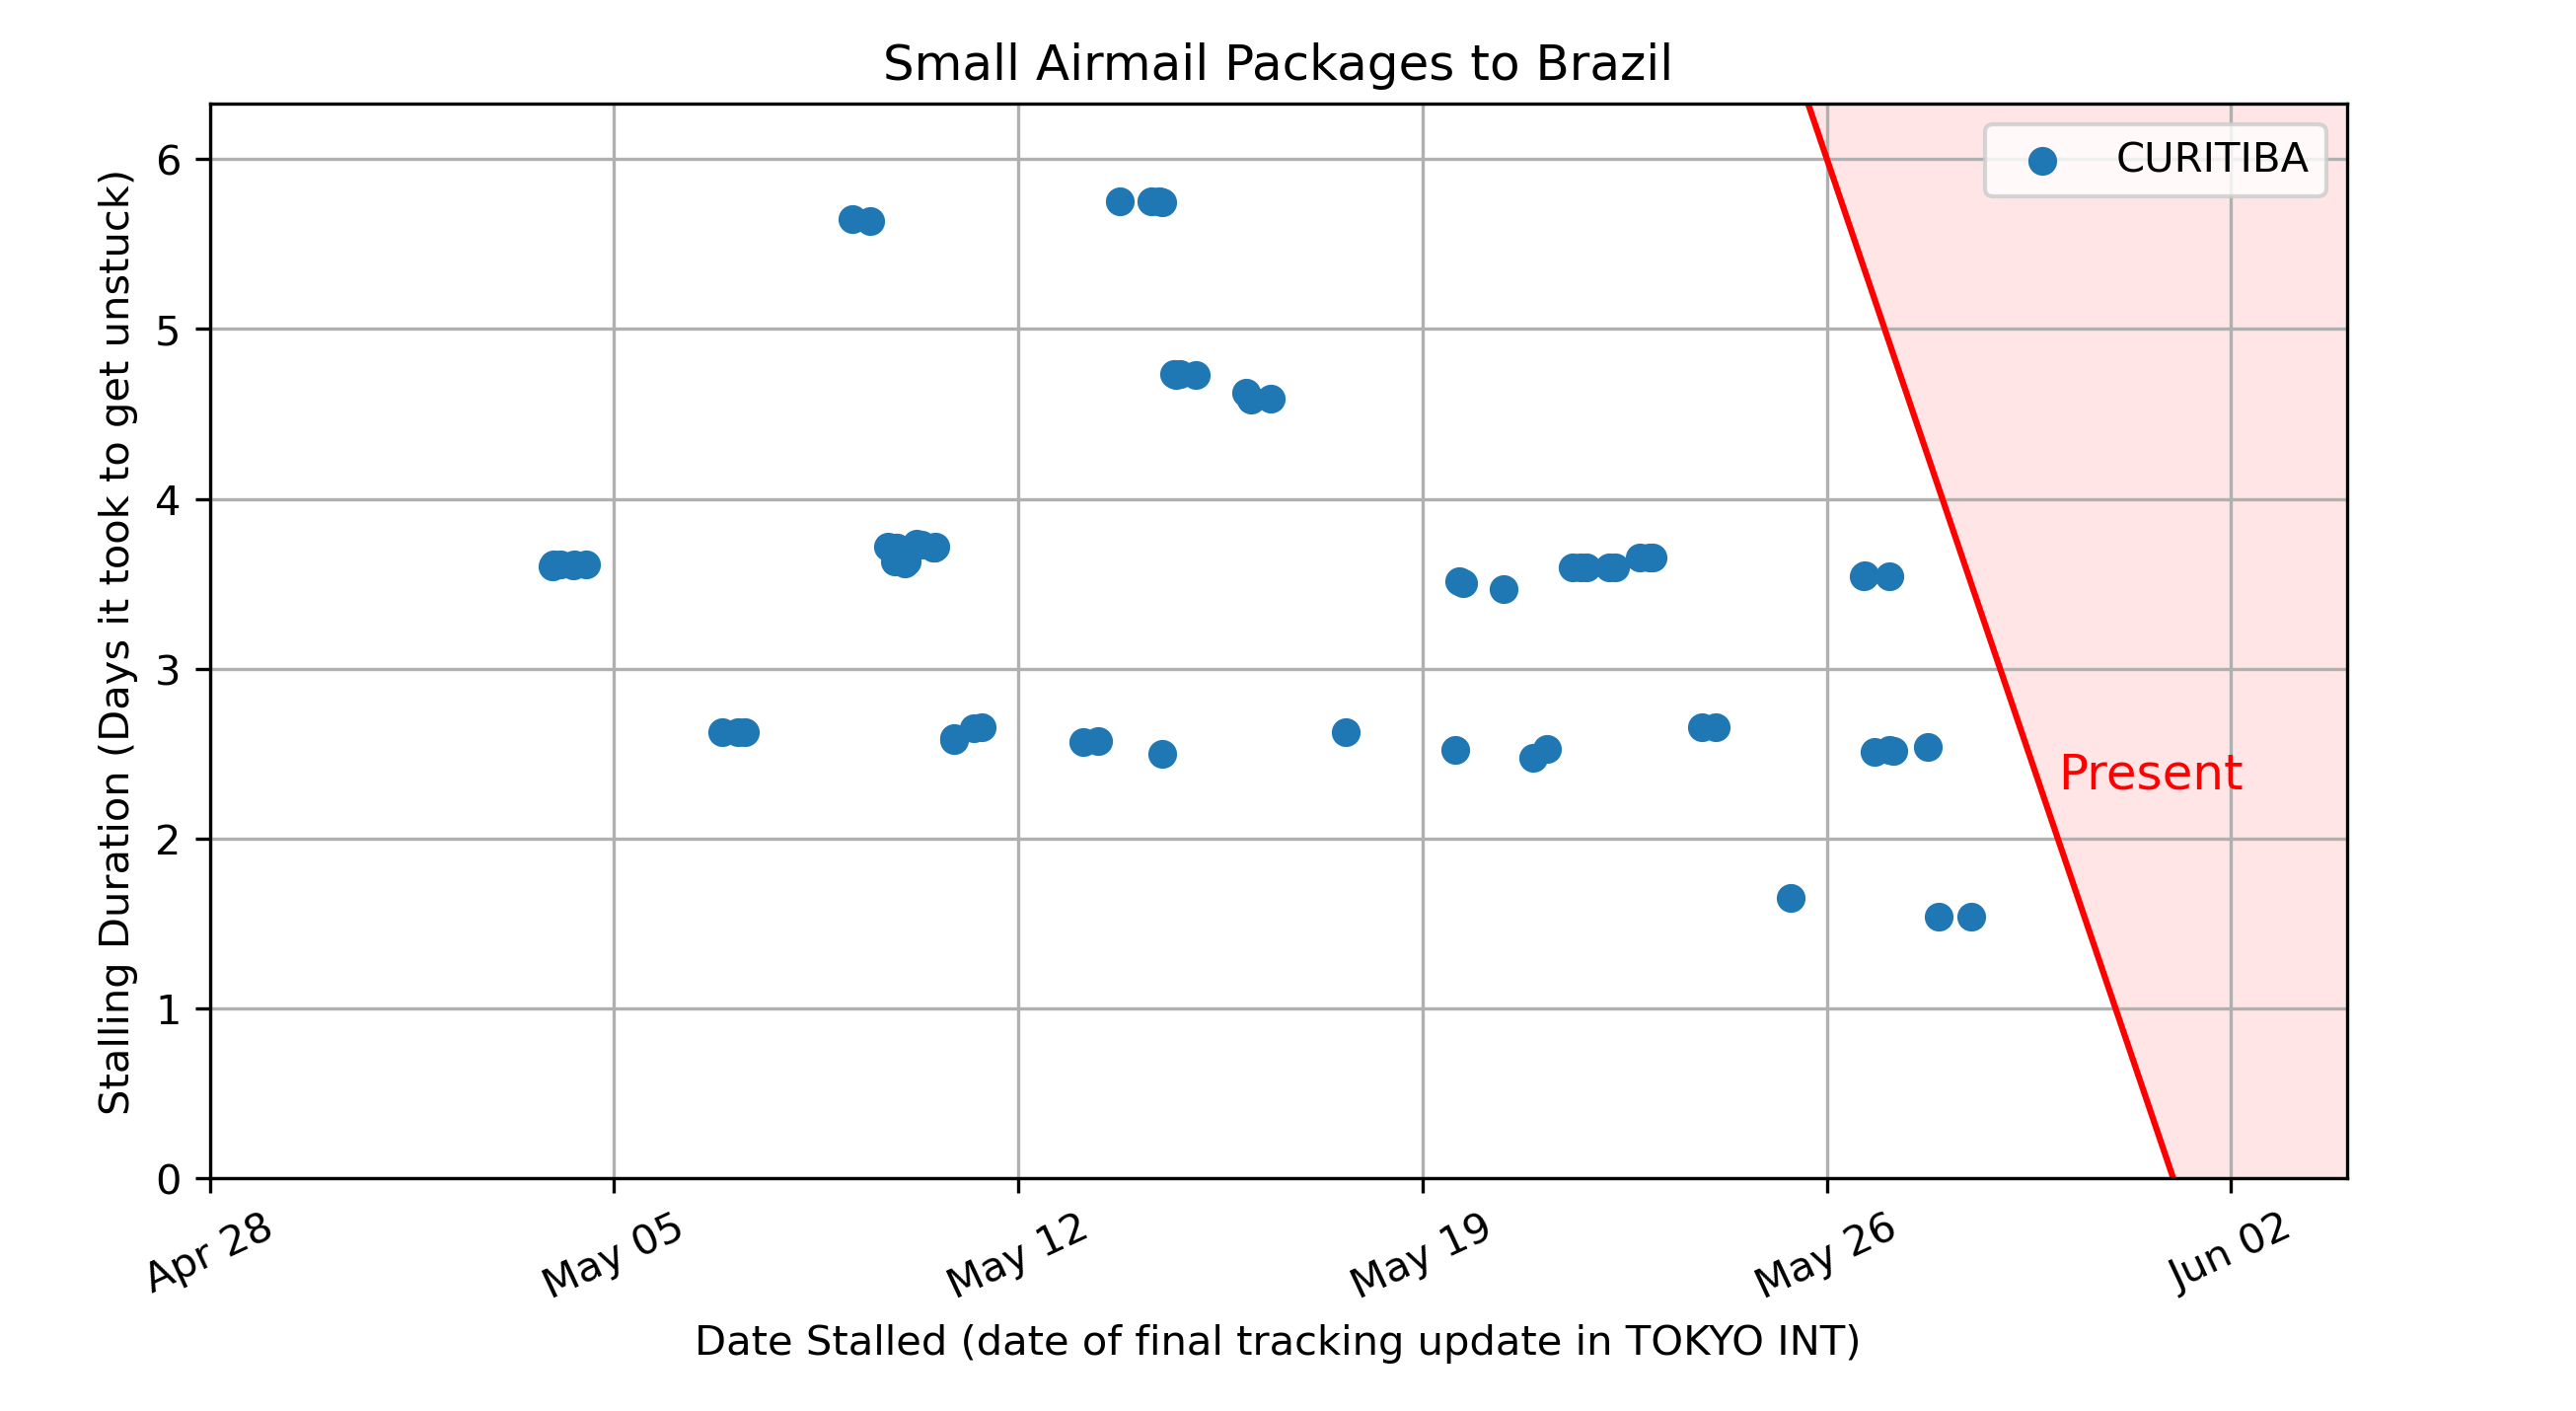 Small Airmail Packages to Brazil
Stalling Duration (Days it took to get unstuck)
6
5
4
3
2
1
0
CURITIBA
Present
Apr 28
May 05
May 12
May 19
May 26
Jun 02
Date Stalled (date of final tracking update in TOKYO INT)